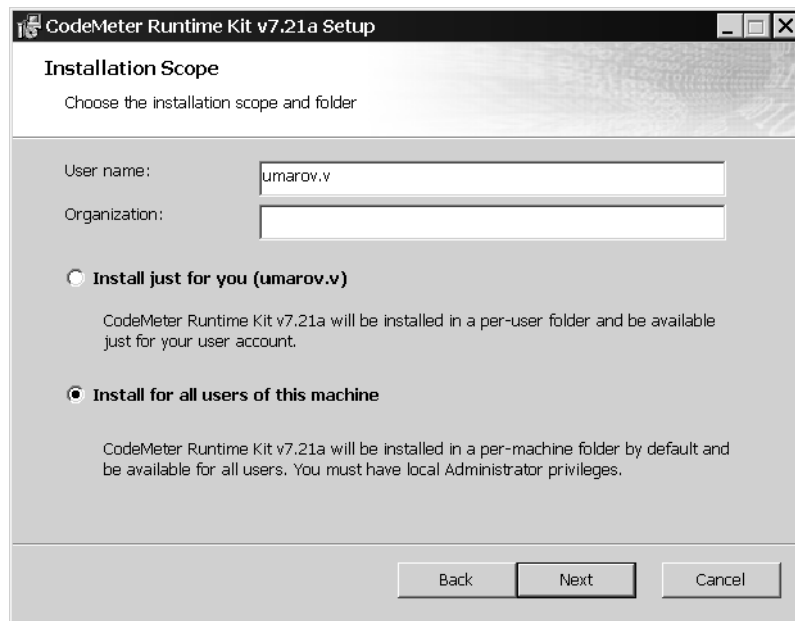 CodeMeter Runtime Kit v7.21a Setup
Installation Scope
Choose the installation scope and folder
User name:
umarov.v
Organization:
Install just for you (umarov.v)
CodeMeter Runtime Kit v7.21a will be installed in a per-user folder and be available
just for your user account.
Install for all users of this machine
CodeMeter Runtime Kit v7.21a will be installed in a per-machine folder by default and
be available for all users. You must have local Administrator privileges.
Back
Next
Cancel